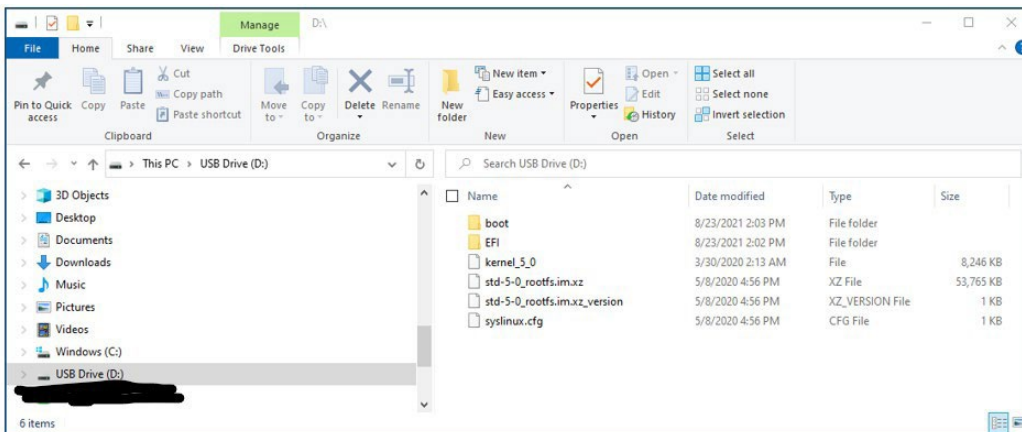 Manage D:\
File Home Share View Drive Tools
Pin to Quick access
Copy
Paste
Cut
Copy path
Paste shortcut
Clipboard
Move to
Copy to
Delete
Rename
Organize
New folder
New item
Easy access
New
Properties
Open
Edit
History
Open
Select all
Select none
Invert selection
Select
This PC > USB Drive (D:)
Search USB Drive (D:)
3D Objects
Desktop
Documents
Downloads
Music
Pictures
Videos
Windows (C:)
USB Drive (D:)
Name Date modified Type Size
boot 8/23/2021 2:03 PM File folder
EFI 8/23/2021 2:02 PM File folder
kernel_5_0 3/30/2020 2:13 AM File 8,246 KB
std-5-0_rootfs.im.xz 5/8/2020 4:56 PM XZ File 53,765 KB
std-5-0_rootfs.im.xz_version 5/8/2020 4:56 PM XZ_VERSION File 1 KB
syslinux.cfg 5/8/2020 4:56 PM CFG File 1 KB
6 items